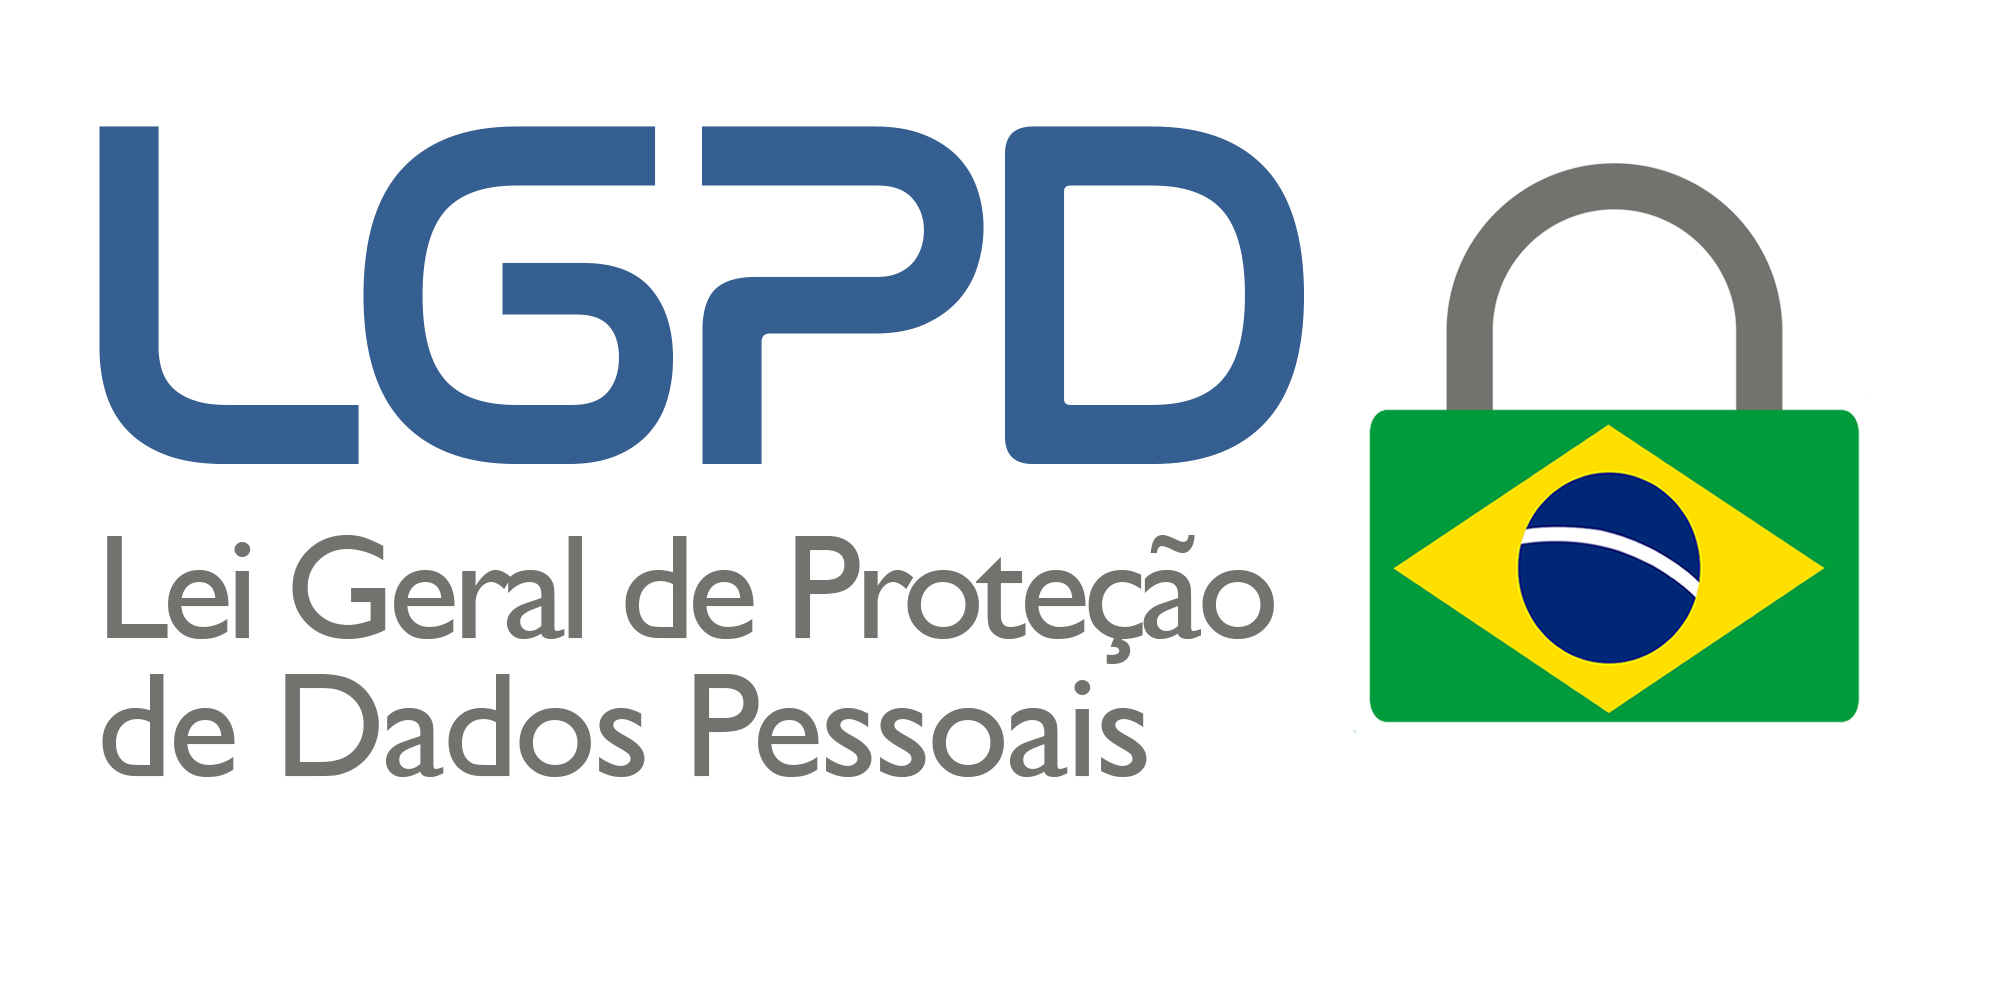 LGPD
Lei Geral de Proteção
de Dados Pessoais